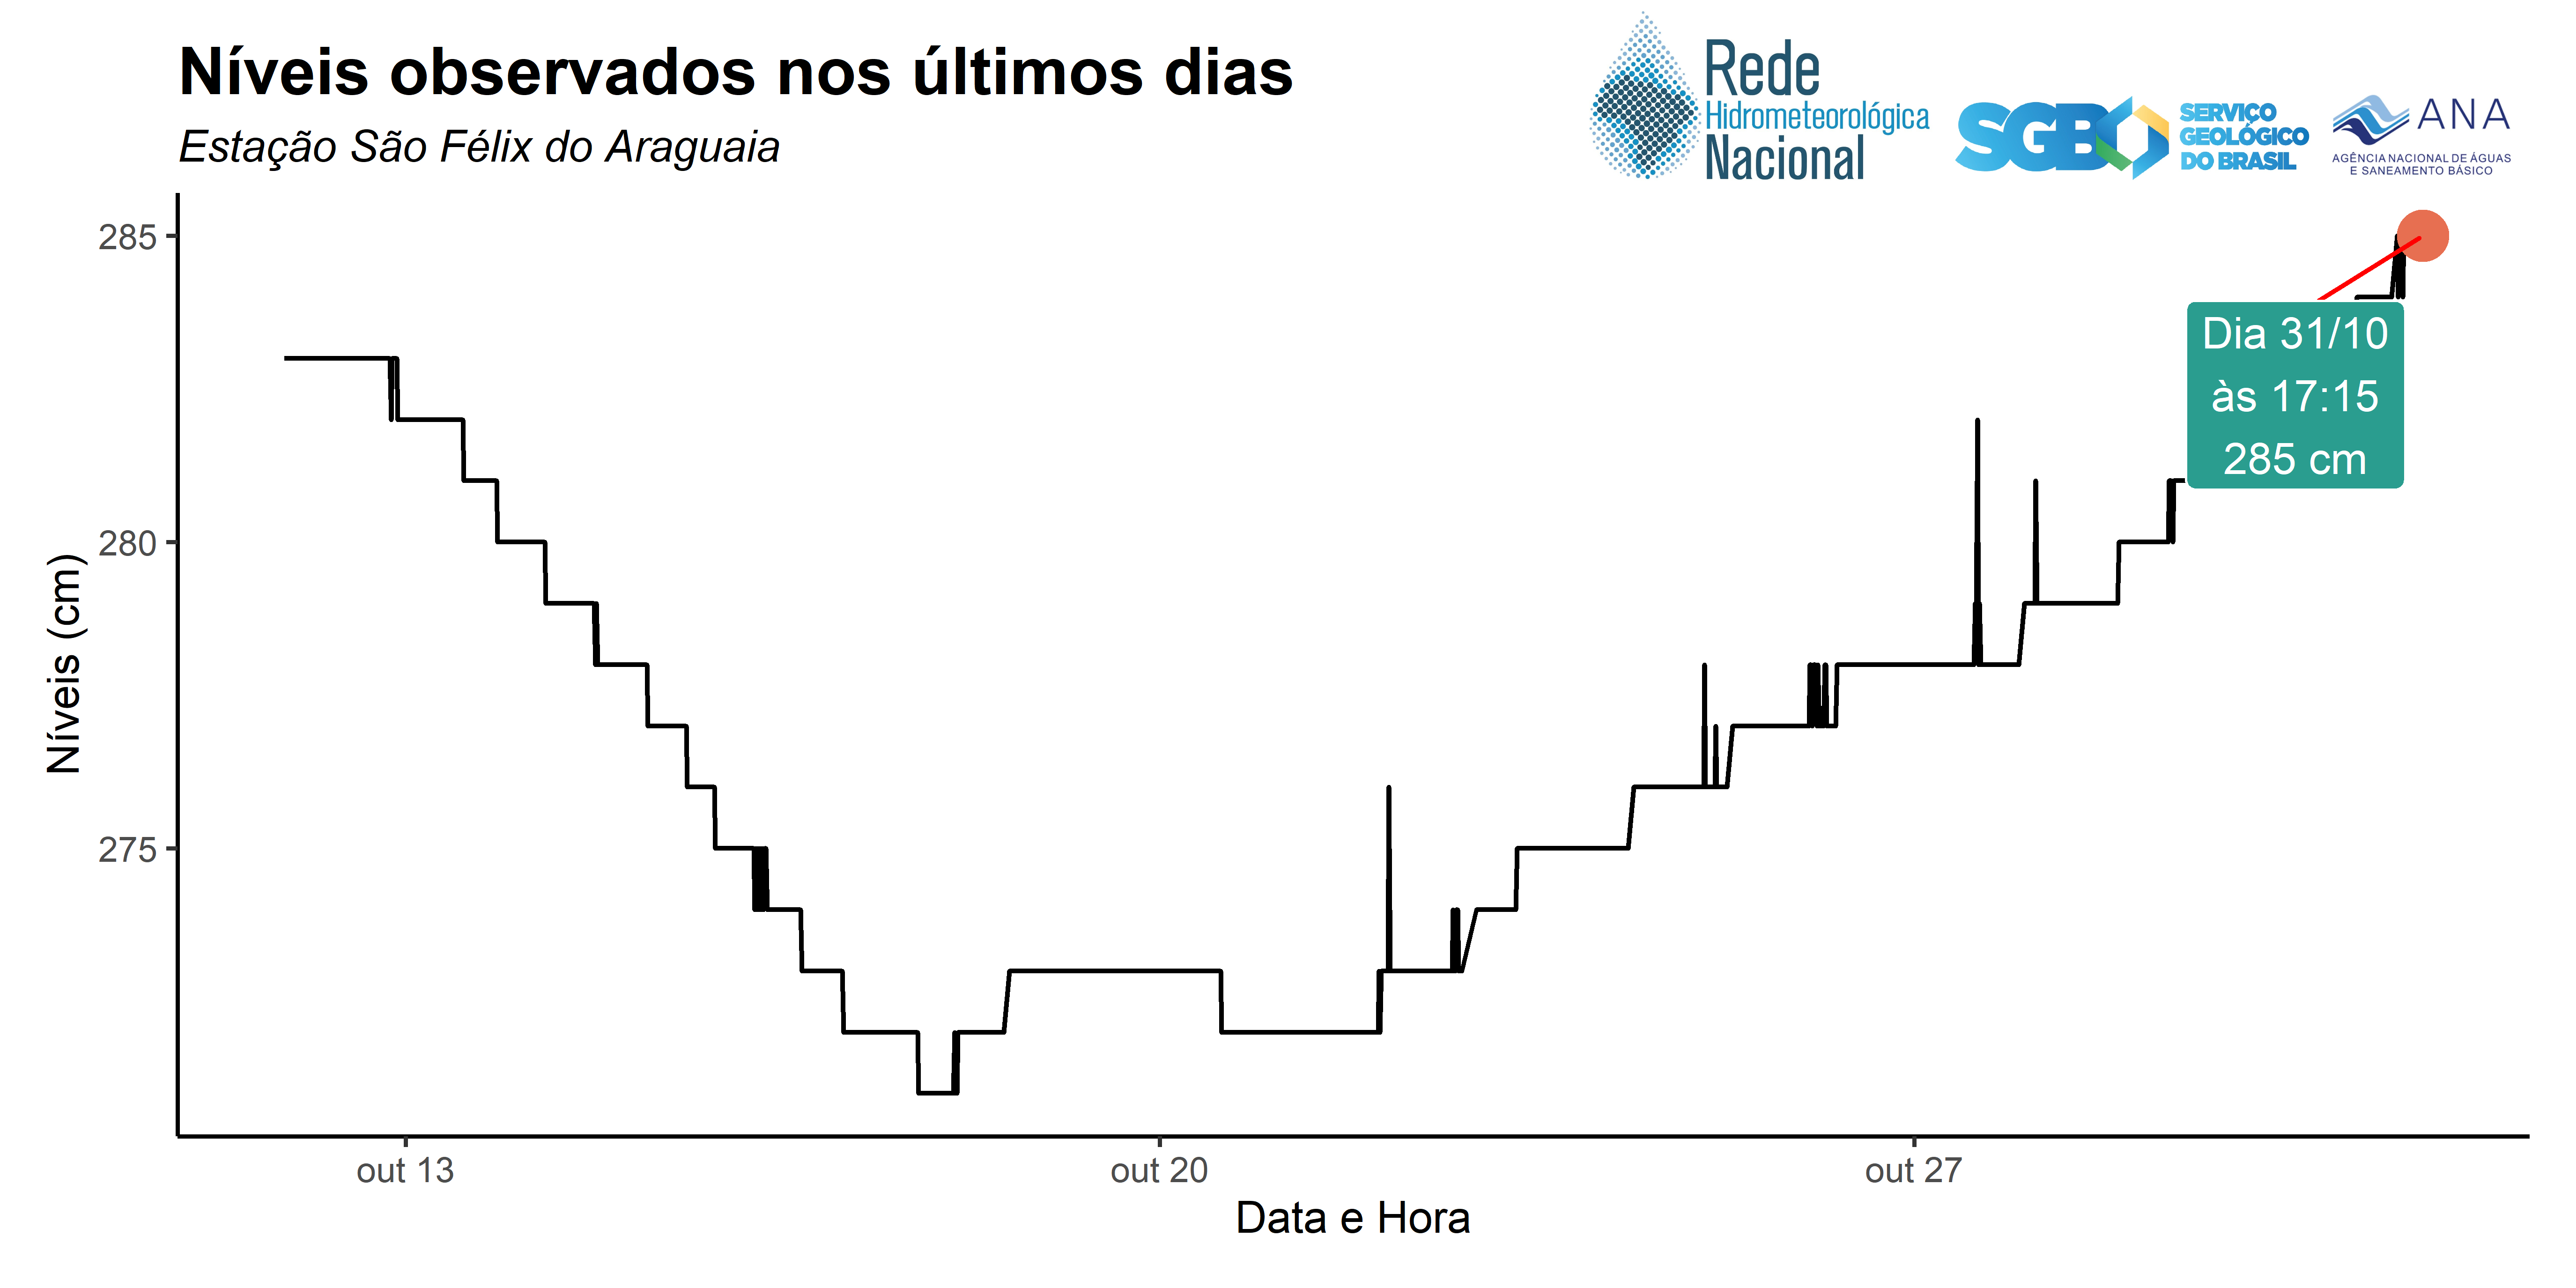 Níveis observados nos últimos dias
Estação São Félix do Araguaia
Rede
Hidrometeorológica
Nacional
SGB
SERVIÇO
GEOLÓGICO
DO BRASIL
ANA
AGÊNCIA NACIONAL DE ÁGUAS
E SANEAMENTO BÁSICO
285
280
275
Níveis (cm)
Dia 31/10
às 17:15
285 cm
out 13
out 20
out 27
Data e Hora